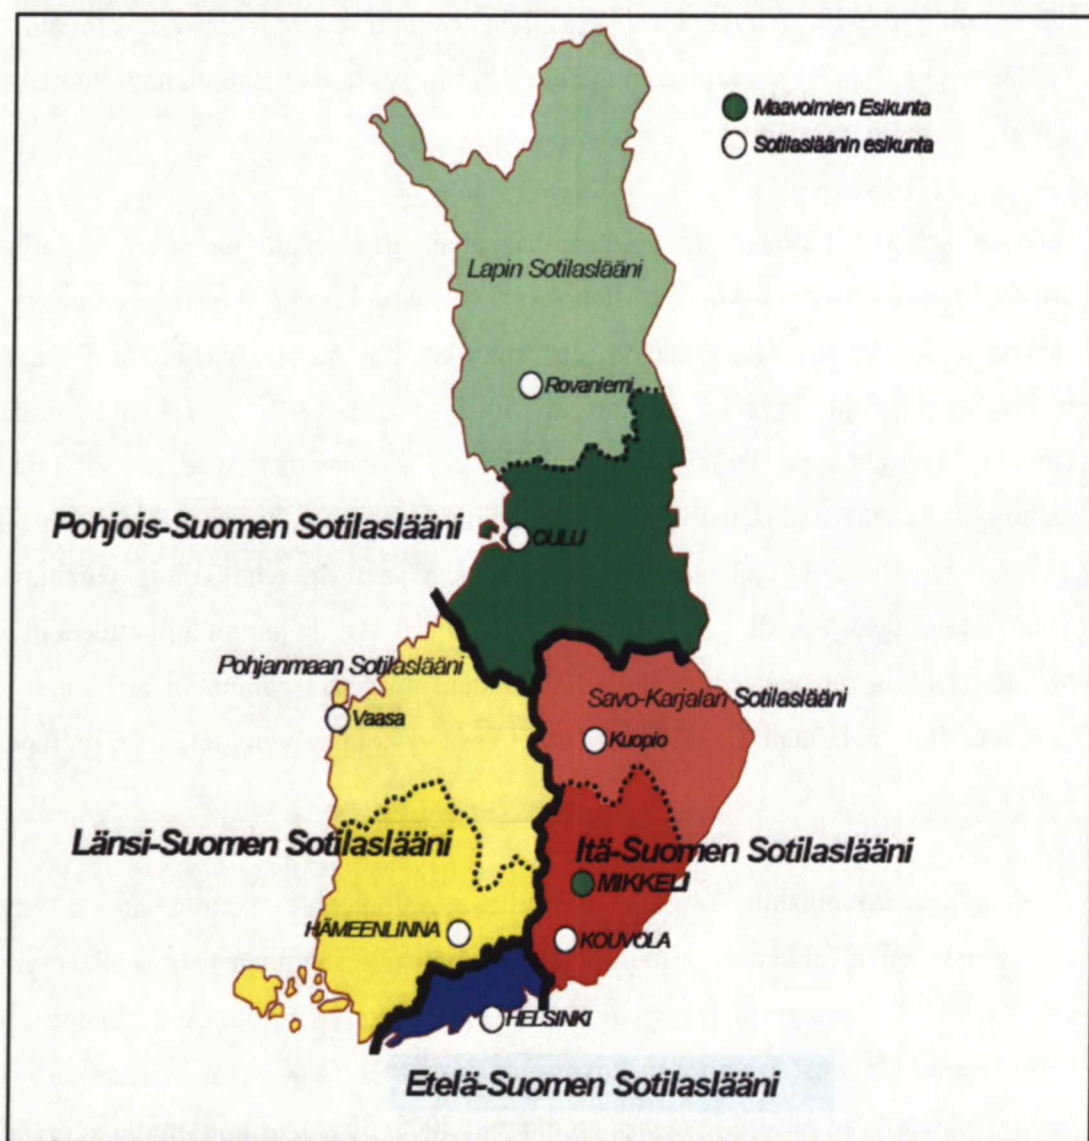 Maavoimien Esikunta
Sotilasläänin esikunta
Lapin Sotilaslääni
Rovaniemi
Pohjois-Suomen Sotilaslääni
OULU
Pohjanmaan Sotilaslääni
Vaasa
Savo-Karjalan Sotilaslääni
Kuopio
Länsi-Suomen Sotilaslääni
Itä-Suomen Sotilaslääni
MIKKELI
HÄMEENLINNA
KOUVOLA
HELSINKI
Etelä-Suomen Sotilaslääni